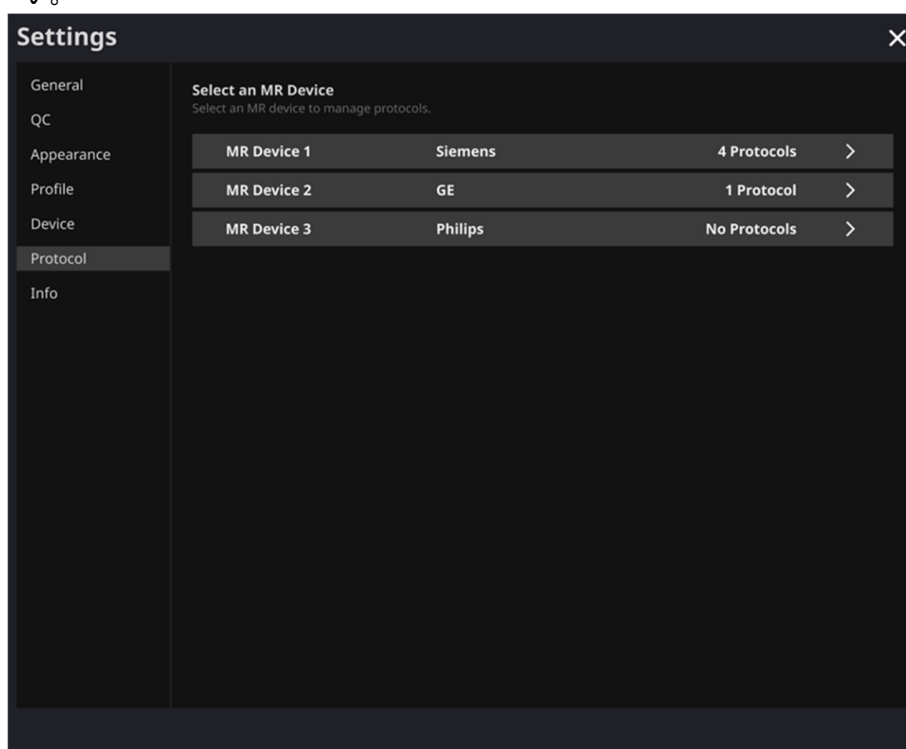 Settings
General
QC
Appearance
Profile
Device
Protocol
Info
Select an MR Device
Select an MR device to manage protocols.
MR Device 1 Siemens 4 Protocols
MR Device 2 GE 1 Protocol
MR Device 3 Philips No Protocols